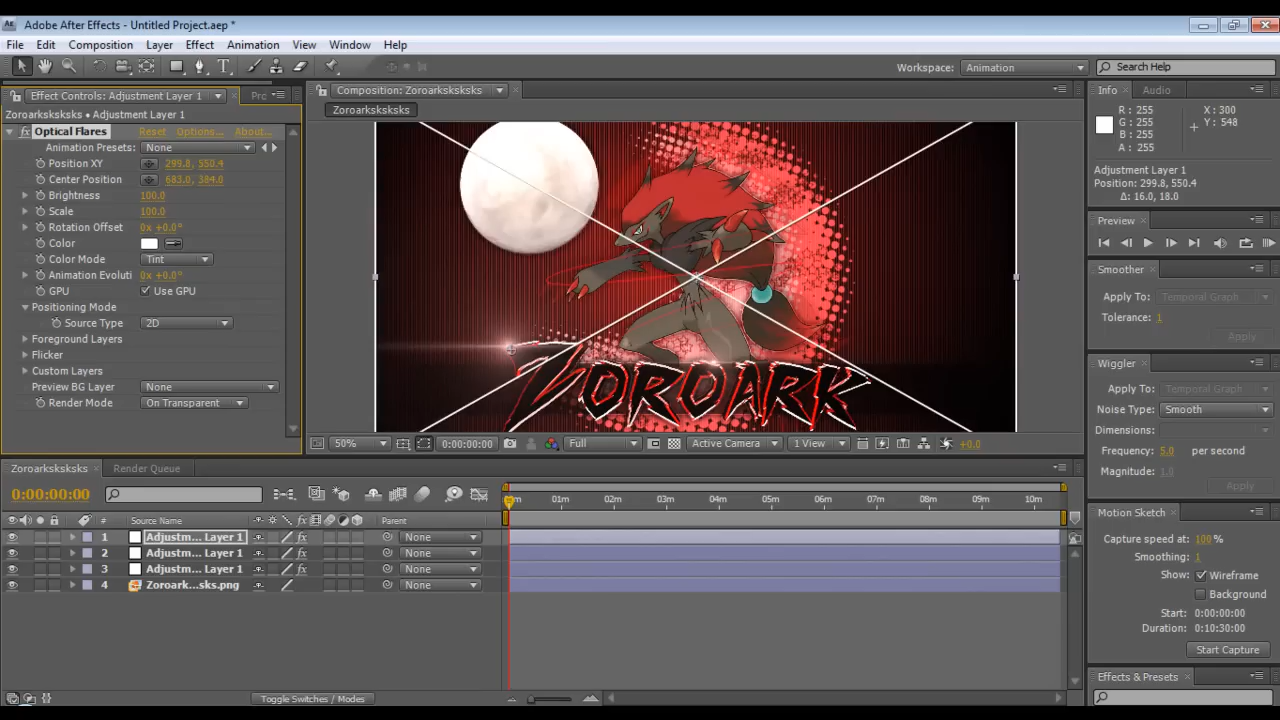 Adobe After Effects - Untitled Project.aep *
File Edit Composition Layer Effect Animation View Window Help
Workspace: Animation Search Help
Effect Controls: Adjustment Layer 1 Prc
Zoroarksksksks • Adjustment Layer 1
fx Optical Flares Reset Options... About...
Animation Presets: None
Position XY 299.8, 550.4
Center Position 683.0, 384.0
Brightness 100.0
Scale 100.0
Rotation Offset 0x +0.0°
Color
Color Mode Tint
Animation Evoluti 0x +0.0°
GPU Use GPU
Positioning Mode
Source Type 2D
Foreground Layers
Flicker
Custom Layers
Preview BG Layer None
Render Mode On Transparent
Composition: Zoroarksksksks
Zoroarksksksks
ZOROARK
50% 0:00:00:00 Full Active Camera 1 View +0.0
Info Audio
R: 255 X: 300
G: 255 Y: 548
B: 255
A: 255
Adjustment Layer 1
Position: 299.8, 550.4
Δ: 16.0, 18.0
Preview
Smoother
Apply To: Temporal Graph
Tolerance: 1
Apply
Wiggler
Apply To: Temporal Graph
Noise Type: Smooth
Dimensions:
Frequency: 5.0 per second
Magnitude: 1.0
Apply
Motion Sketch
Capture speed at: 100 %
Smoothing: 1
Show: Wireframe
Background
Start: 0:00:00:00
Duration: 0:10:30:00
Start Capture
Effects & Presets
Zoroarksksksks Render Queue
0:00:00:00
01m 02m 03m 04m 05m 06m 07m 08m 09m 10m
# Source Name fx Parent
1 Adjustm... Layer 1 fx None
2 Adjustm... Layer 1 fx None
3 Adjustm... Layer 1 fx None
4 Zoroark...sks.png None
Toggle Switches / Modes